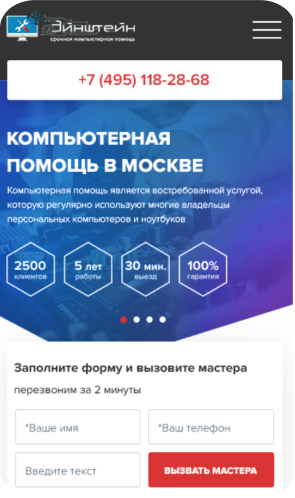 Эйнштейн
срочная компьютерная помощь
+7 (495) 118-28-68
КОМПЬЮТЕРНАЯ
ПОМОЩЬ В МОСКВЕ
Компьютерная помощь является востребованной услугой,
которую регулярно используют многие владельцы
персональных компьютеров и ноутбуков
2500 5 лет 30 мин. 100%
клиентов работы выезд гарантия
Заполните форму и вызовите мастера
перезвоним за 2 минуты
*Ваше имя *Ваш телефон
Введите текст ВЫЗВАТЬ МАСТЕРА